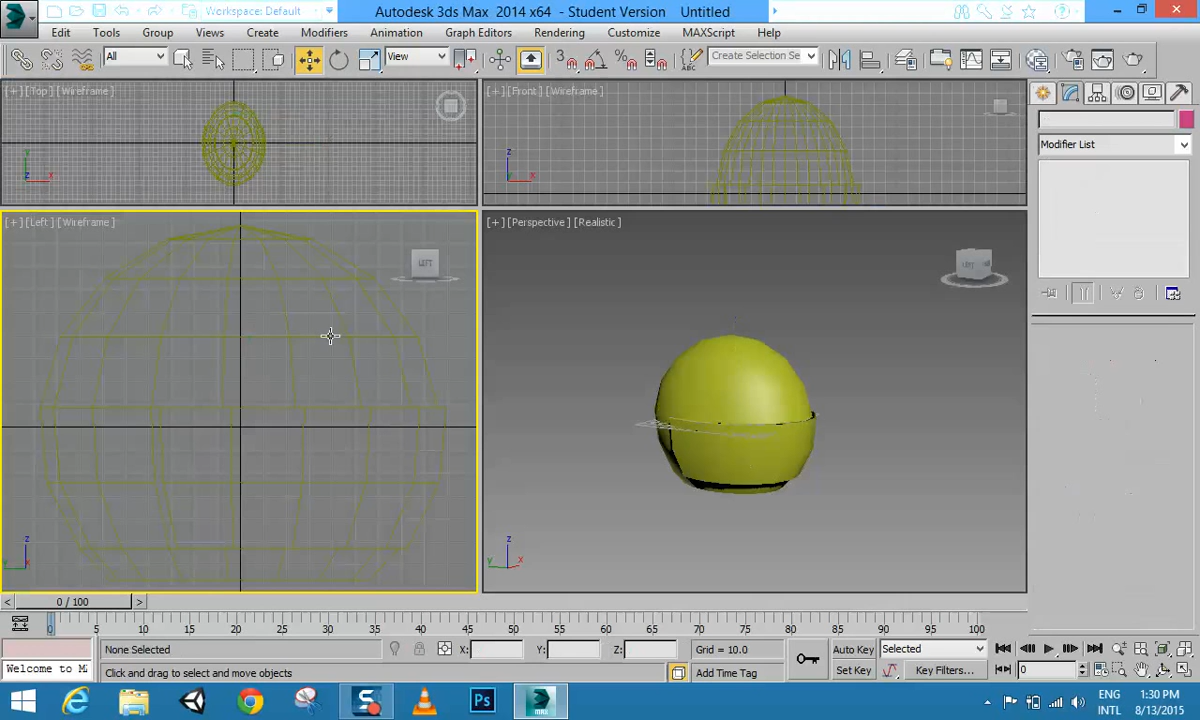 Workspace: Default
Autodesk 3ds Max 2014 x64 - Student Version Untitled
Edit Tools Group Views Create Modifiers Animation Graph Editors Rendering Customize MAXScript Help
All View Create Selection Se
[+] [Top] [Wireframe]
[+] [Front] [Wireframe]
Modifier List
[+] [Left] [Wireframe]
[+] [Perspective] [Realistic]
LEFT
0 / 100
0 5 10 15 20 25 30 35 40 45 50 55 60 65 70 75 80 85 90 95 100
None Selected X: Y: Z: Grid = 10.0 Auto Key Selected
Welcome to M Click and drag to select and move objects Add Time Tag Set Key Key Filters... 0
ENG 1:30 PM
INTL 8/13/2015